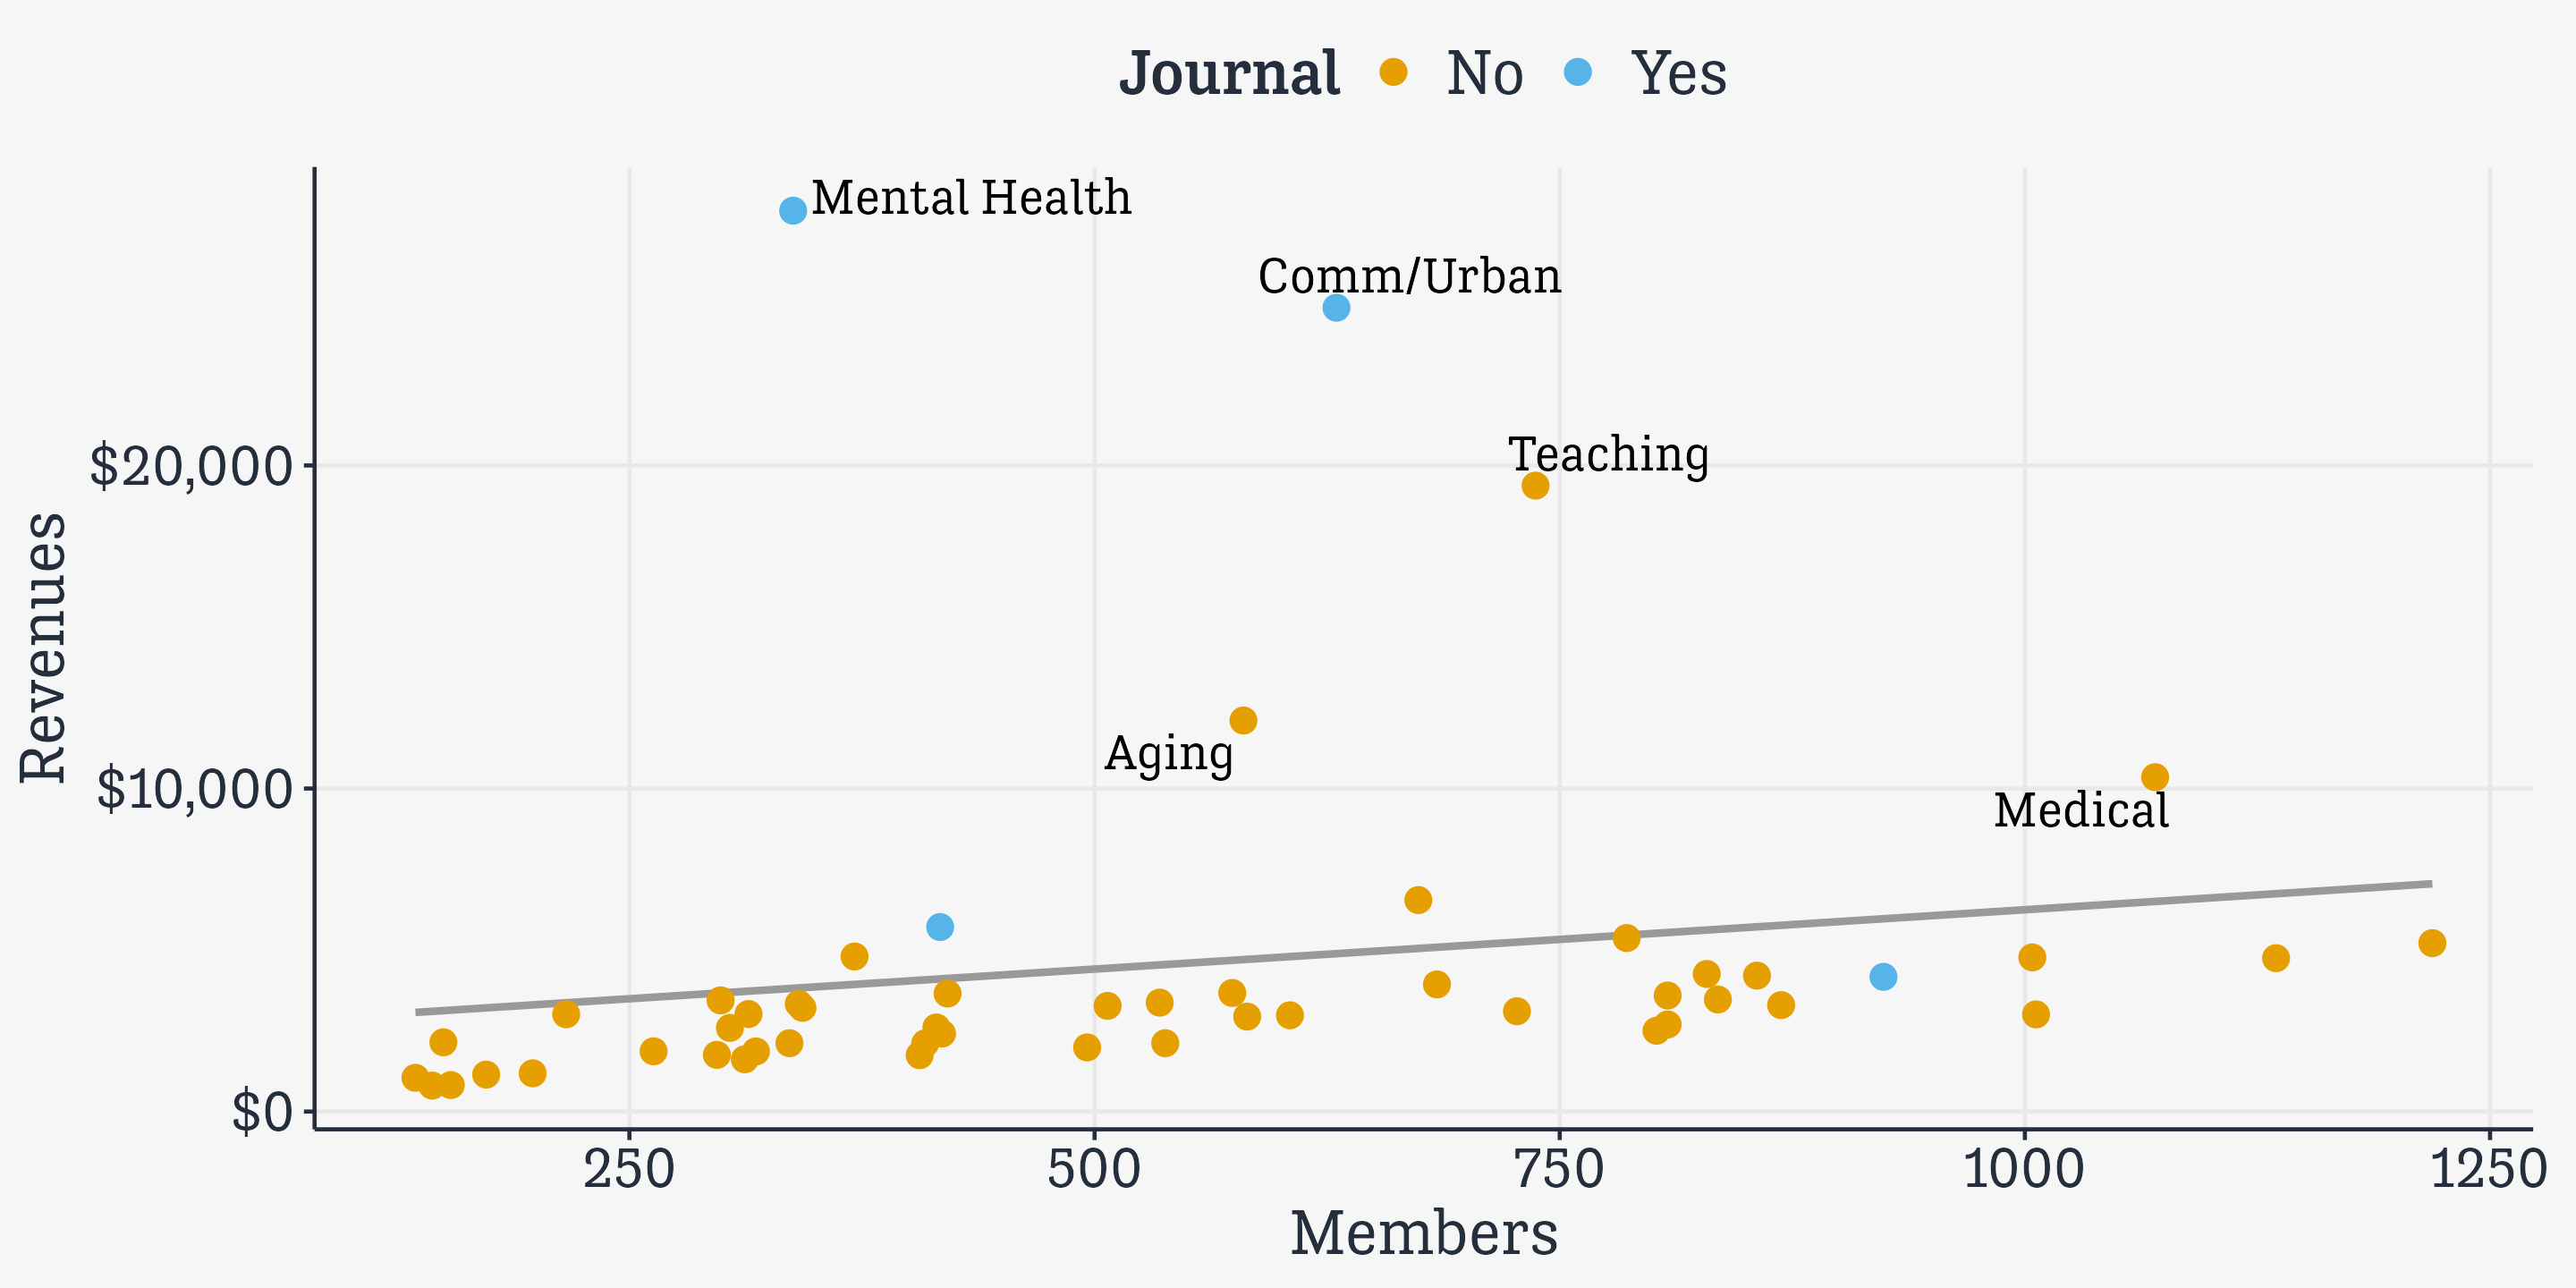 Journal No Yes
Mental Health
Comm/Urban
Teaching
Aging
Medical
Revenues
$20,000
$10,000
$0
250 500 750 1000 1250
Members